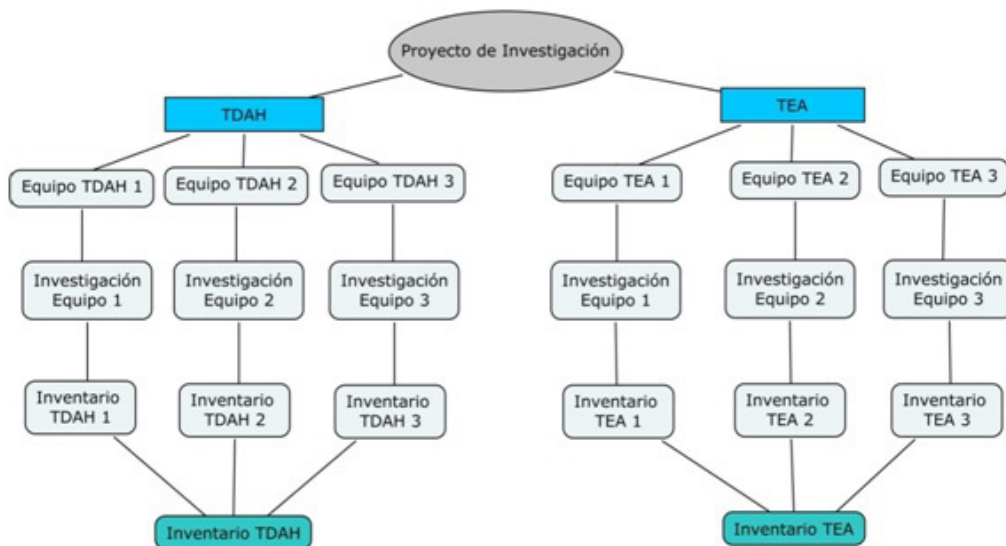 Proyecto de Investigación
TDAH
TEA
Equipo TDAH 1
Equipo TDAH 2
Equipo TDAH 3
Equipo TEA 1
Equipo TEA 2
Equipo TEA 3
Investigación
Equipo 1
Investigación
Equipo 2
Investigación
Equipo 3
Investigación
Equipo 1
Investigación
Equipo 2
Investigación
Equipo 3
Inventario
TDAH 1
Inventario
TDAH 2
Inventario
TDAH 3
Inventario
TEA 1
Inventario
TEA 2
Inventario
TEA 3
Inventario TDAH
Inventario TEA